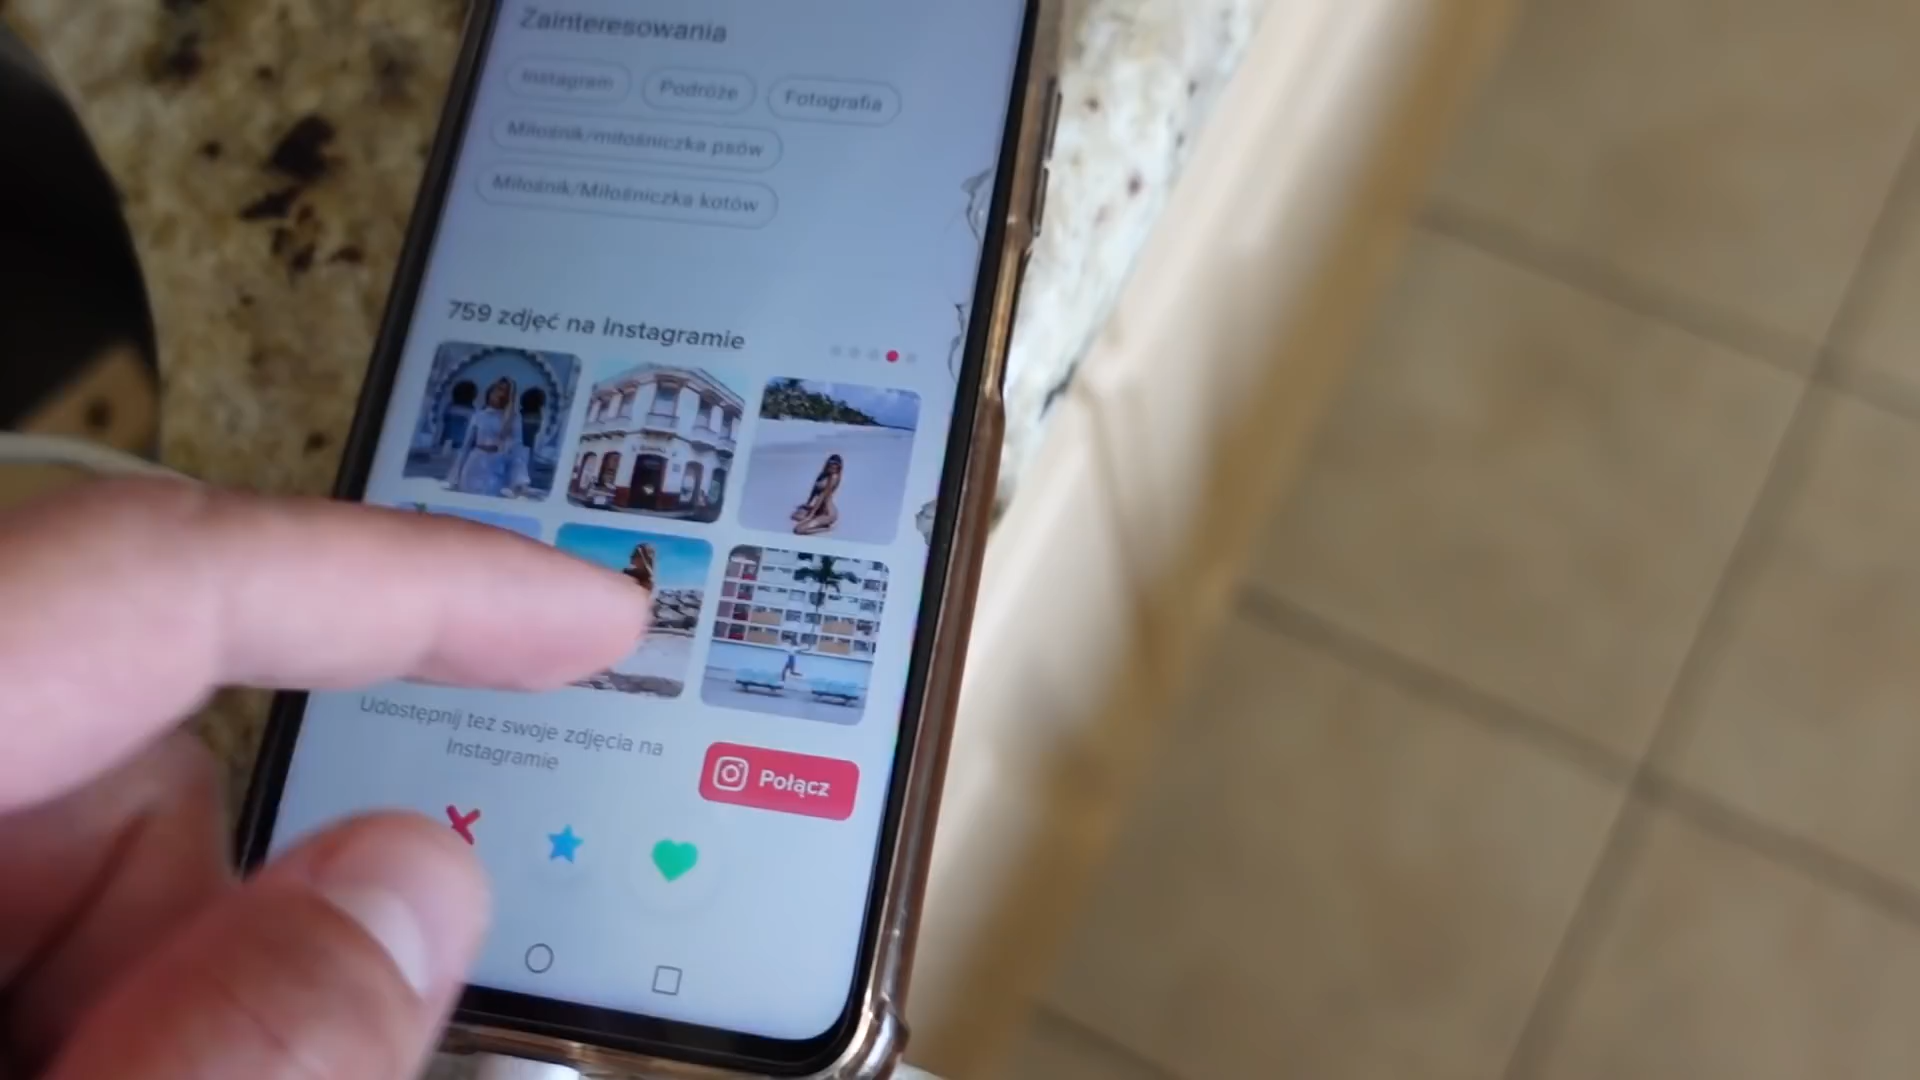 Zainteresowania
Instagram Podróże Fotografia
Miłośnik/miłośniczka psów
Miłośnik/Miłośniczka kotów
759 zdjęć na Instagramie
Udostępnij też swoje zdjęcia na
Instagramie
Połącz